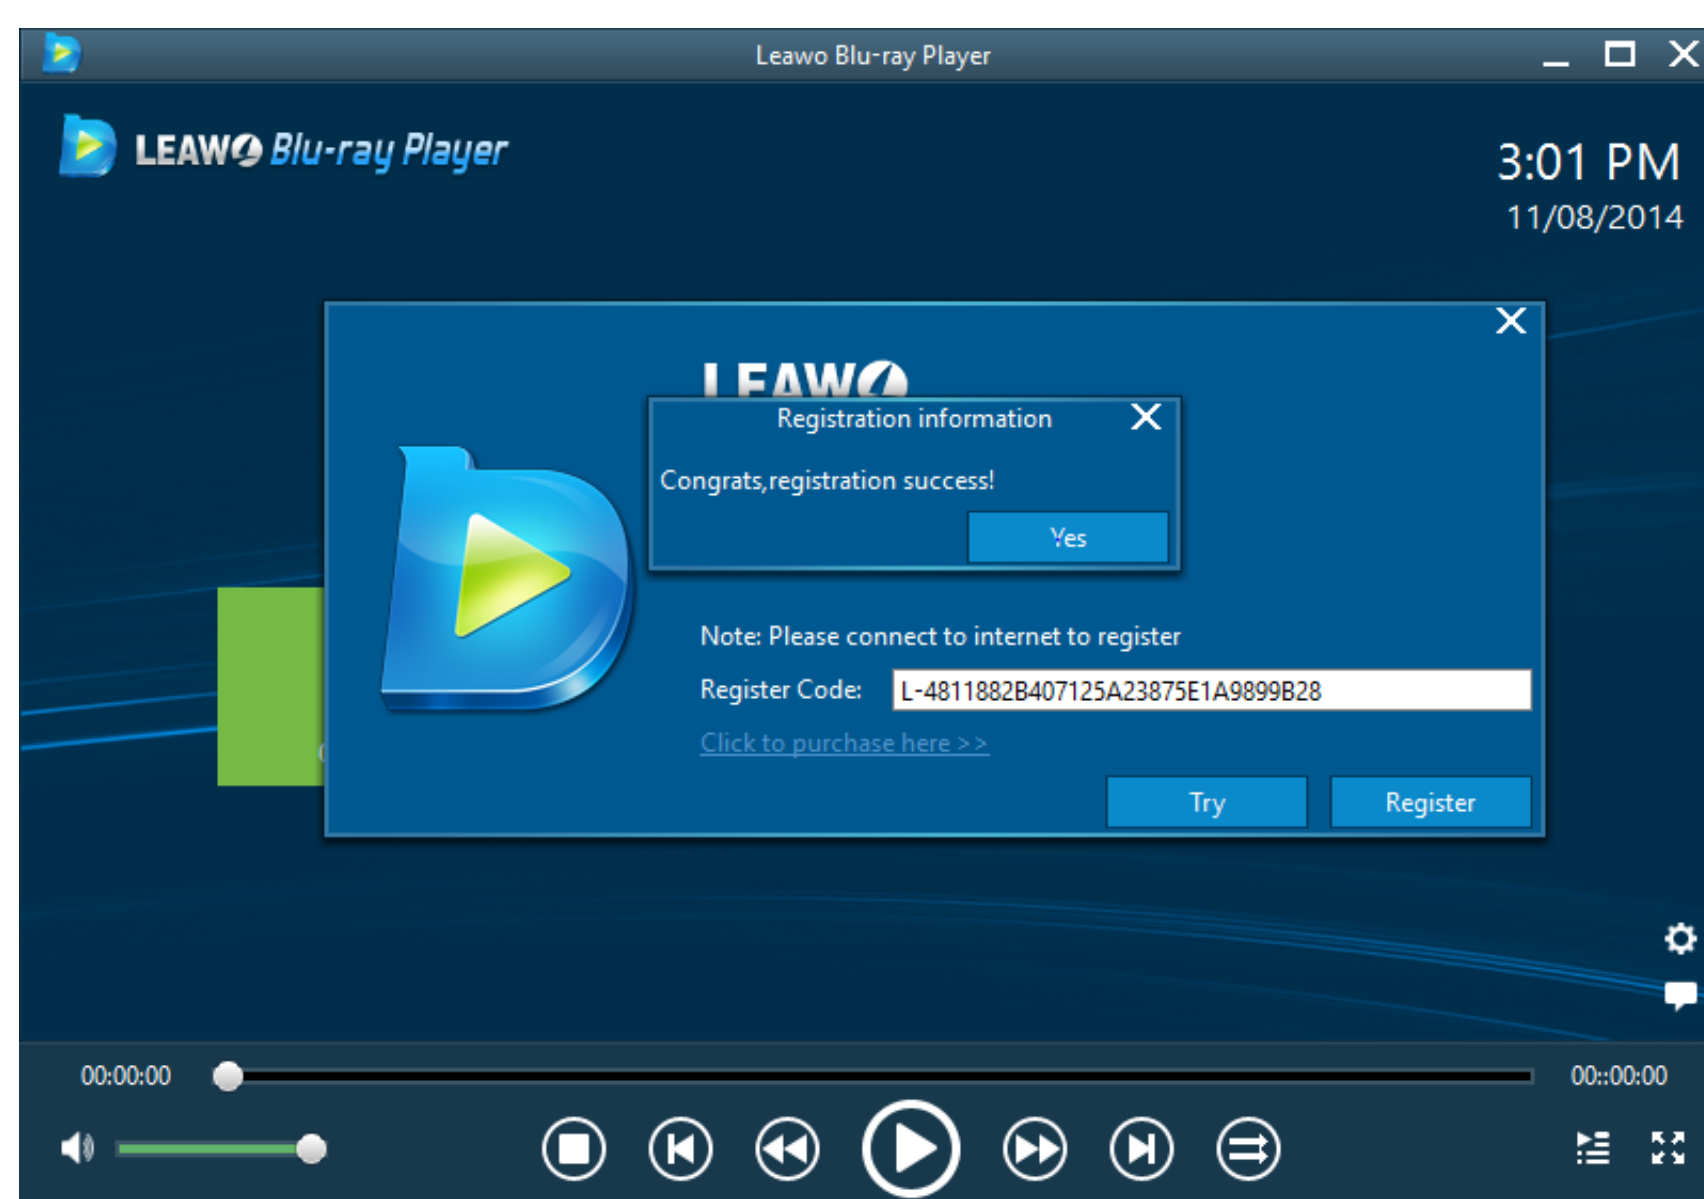 Leawo Blu-ray Player
LEAWO Blu-ray Player
3:01 PM
11/08/2014
LEAWO
Registration information
Congrats,registration success!
Yes
Note: Please connect to internet to register
Register Code: L-4811882B407125A23875E1A9899B28
Click to purchase here >>
Try Register
00:00:00 00::00:00